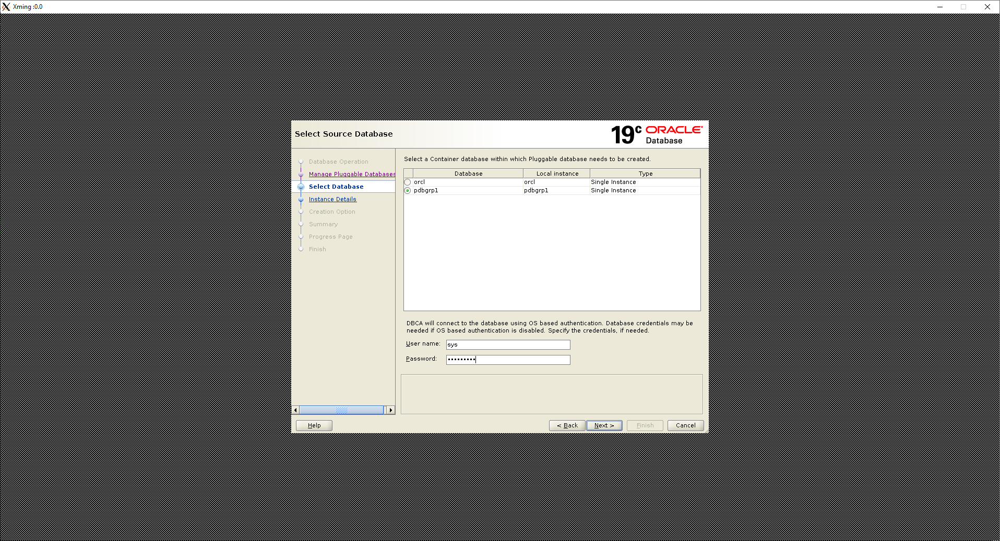 Xming :0.0
Select Source Database
19c ORACLE
Database
Database Operation
Manage Pluggable Databases
Select Database
Instance Details
Creation Option
Summary
Progress Page
Finish
Select a Container database within which Pluggable database needs to be created.
Database Local instance Type
orcl orcl Single Instance
pdbgrp1 pdbgrp1 Single Instance
DBCA will connect to the database using OS based authentication. Database credentials may be
needed if OS based authentication is disabled. Specify the credentials, if needed.
User name: sys
Password: •••••••••
Help < Back Next > Finish Cancel